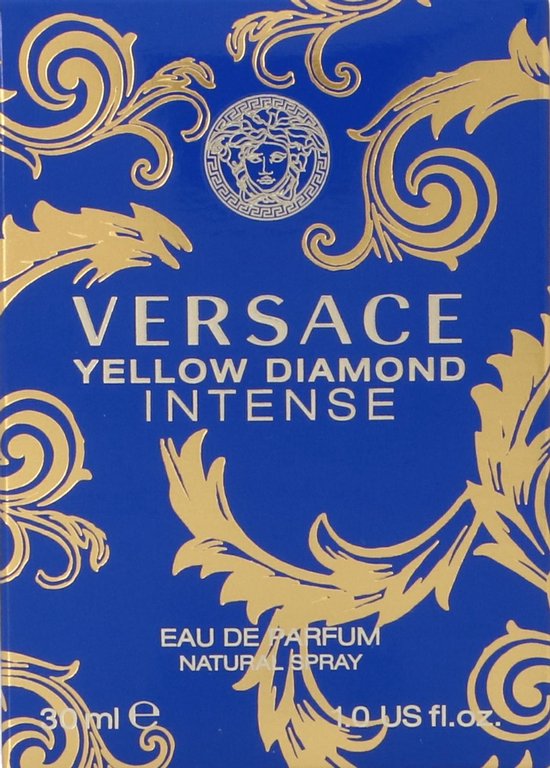 VERSACE
YELLOW DIAMOND
INTENSE
EAU DE PARFUM
NATURAL SPRAY
30 ml ℮ 1.0 US fl.oz.